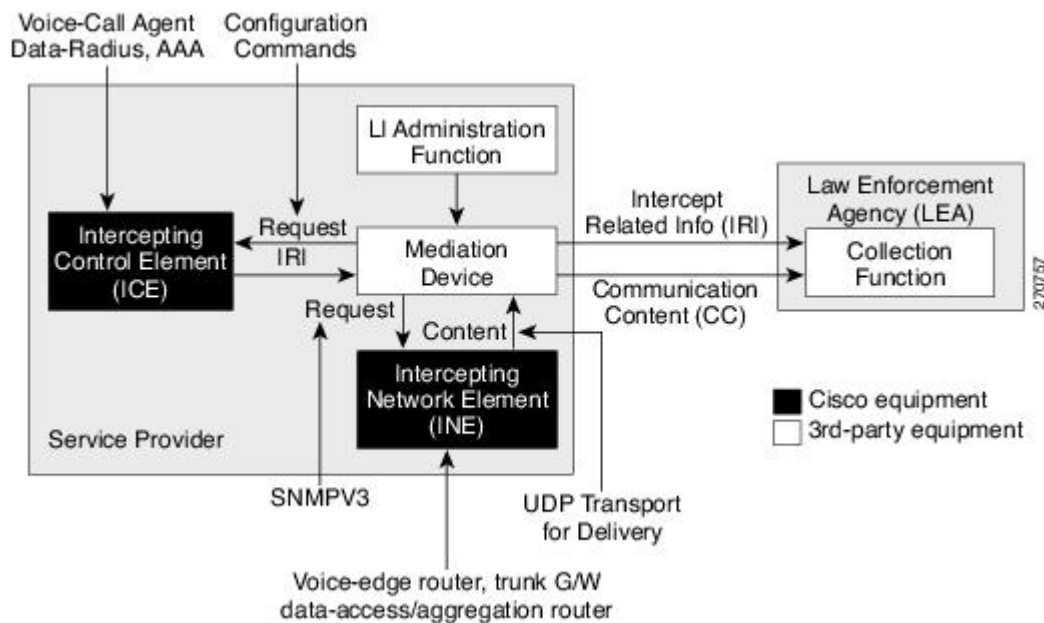 Voice-Call Agent
Data-Radius, AAA
Configuration
Commands
LI Administration
Function
Law Enforcement
Agency (LEA)
Intercept
Related Info (IRI)
Request
IRI
Intercepting
Control Element
(ICE)
Mediation
Device
Collection
Function
Communication
Content (CC)
270757
Request
Content
Intercepting
Network Element
(INE)
Cisco equipment
3rd-party equipment
Service Provider
SNMPV3
UDP Transport
for Delivery
Voice-edge router, trunk G/W
data-access/aggregation router